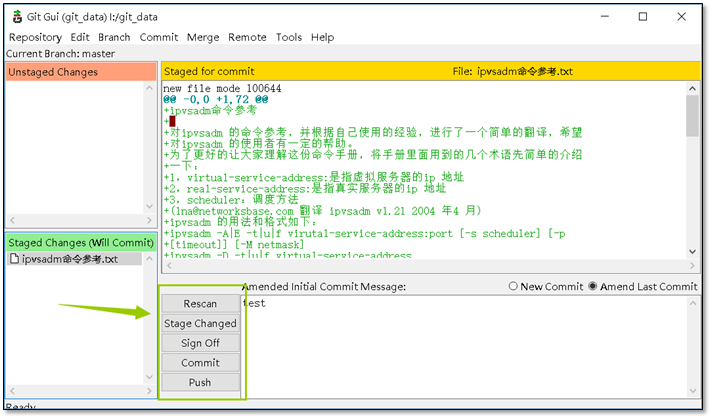 Git Gui (git_data) I:/git_data
Repository Edit Branch Commit Merge Remote Tools Help
Current Branch: master
Unstaged Changes
Staged for commit File: ipvsadm命令参考.txt
new file mode 100644
@@ -0,0 +1,72 @@
+ipvsadm命令参考
+
+对ipvsadm 的命令参考，并根据自己使用的经验，进行了一个简单的翻译，希望
+对ipvsadm 的使用者有一定的帮助。
+为了更好的让大家理解这份命令手册，将手册里面用到的几个术语先简单的介绍
+一下：
+1，virtual-service-address:是指虚拟服务器的ip 地址
+2，real-service-address:是指真实服务器的ip 地址
+3，scheduler：调度方法
+(lna@networksbase.com 翻译 ipvsadm v1.21 2004 年4 月)
+ipvsadm 的用法和格式如下：
+ipvsadm -A|E -t|u|f virutal-service-address:port [-s scheduler] [-p
+[timeout]] [-M netmask]
+ipvsadm -D -t|u|f virtual-service-address
Staged Changes (Will Commit)
ipvsadm命令参考.txt
Amended Initial Commit Message: New Commit Amend Last Commit
test
Rescan
Stage Changed
Sign Off
Commit
Push
Ready